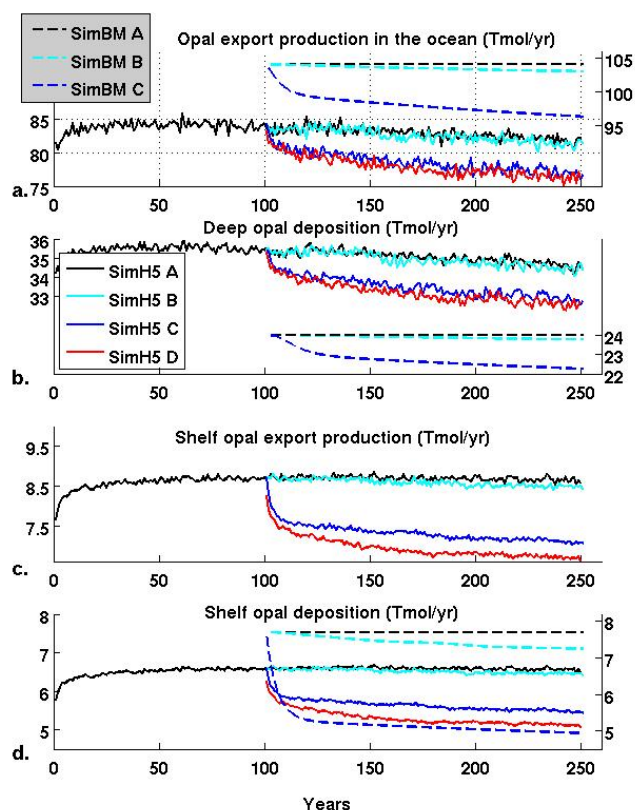 SimBM A
SimBM B
SimBM C
Opal export production in the ocean (Tmol/yr)
85
80
75
105
100
95
a.
0 50 100 150 200 250
Deep opal deposition (Tmol/yr)
36
35
34
33
SimH5 A
SimH5 B
SimH5 C
SimH5 D
24
23
22
b.
0 50 100 150 200 250
Shelf opal export production (Tmol/yr)
9.5
8.5
7.5
c.
0 50 100 150 200 250
Shelf opal deposition (Tmol/yr)
8
7
6
5
8
7
6
5
d.
0 50 100 150 200 250
Years